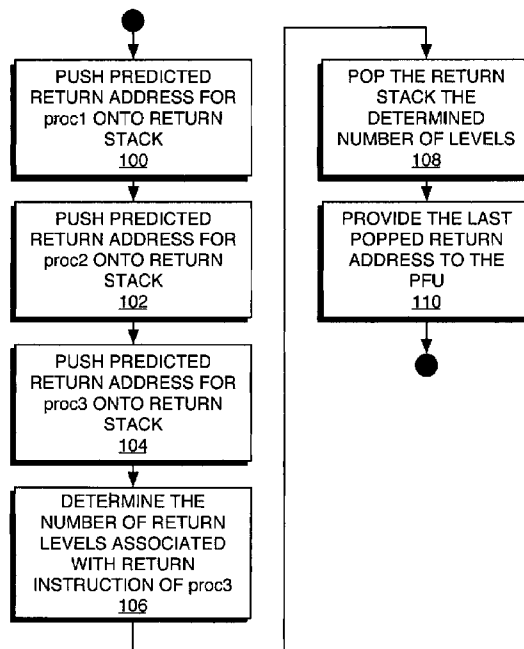 PUSH PREDICTED
RETURN ADDRESS FOR
proc1 ONTO RETURN
STACK
100
PUSH PREDICTED
RETURN ADDRESS FOR
proc2 ONTO RETURN
STACK
102
PUSH PREDICTED
RETURN ADDRESS FOR
proc3 ONTO RETURN
STACK
104
DETERMINE THE
NUMBER OF RETURN
LEVELS ASSOCIATED
WITH RETURN
INSTRUCTION OF proc3
106
POP THE RETURN
STACK THE
DETERMINED
NUMBER OF LEVELS
108
PROVIDE THE LAST
POPPED RETURN
ADDRESS TO THE
PFU
110